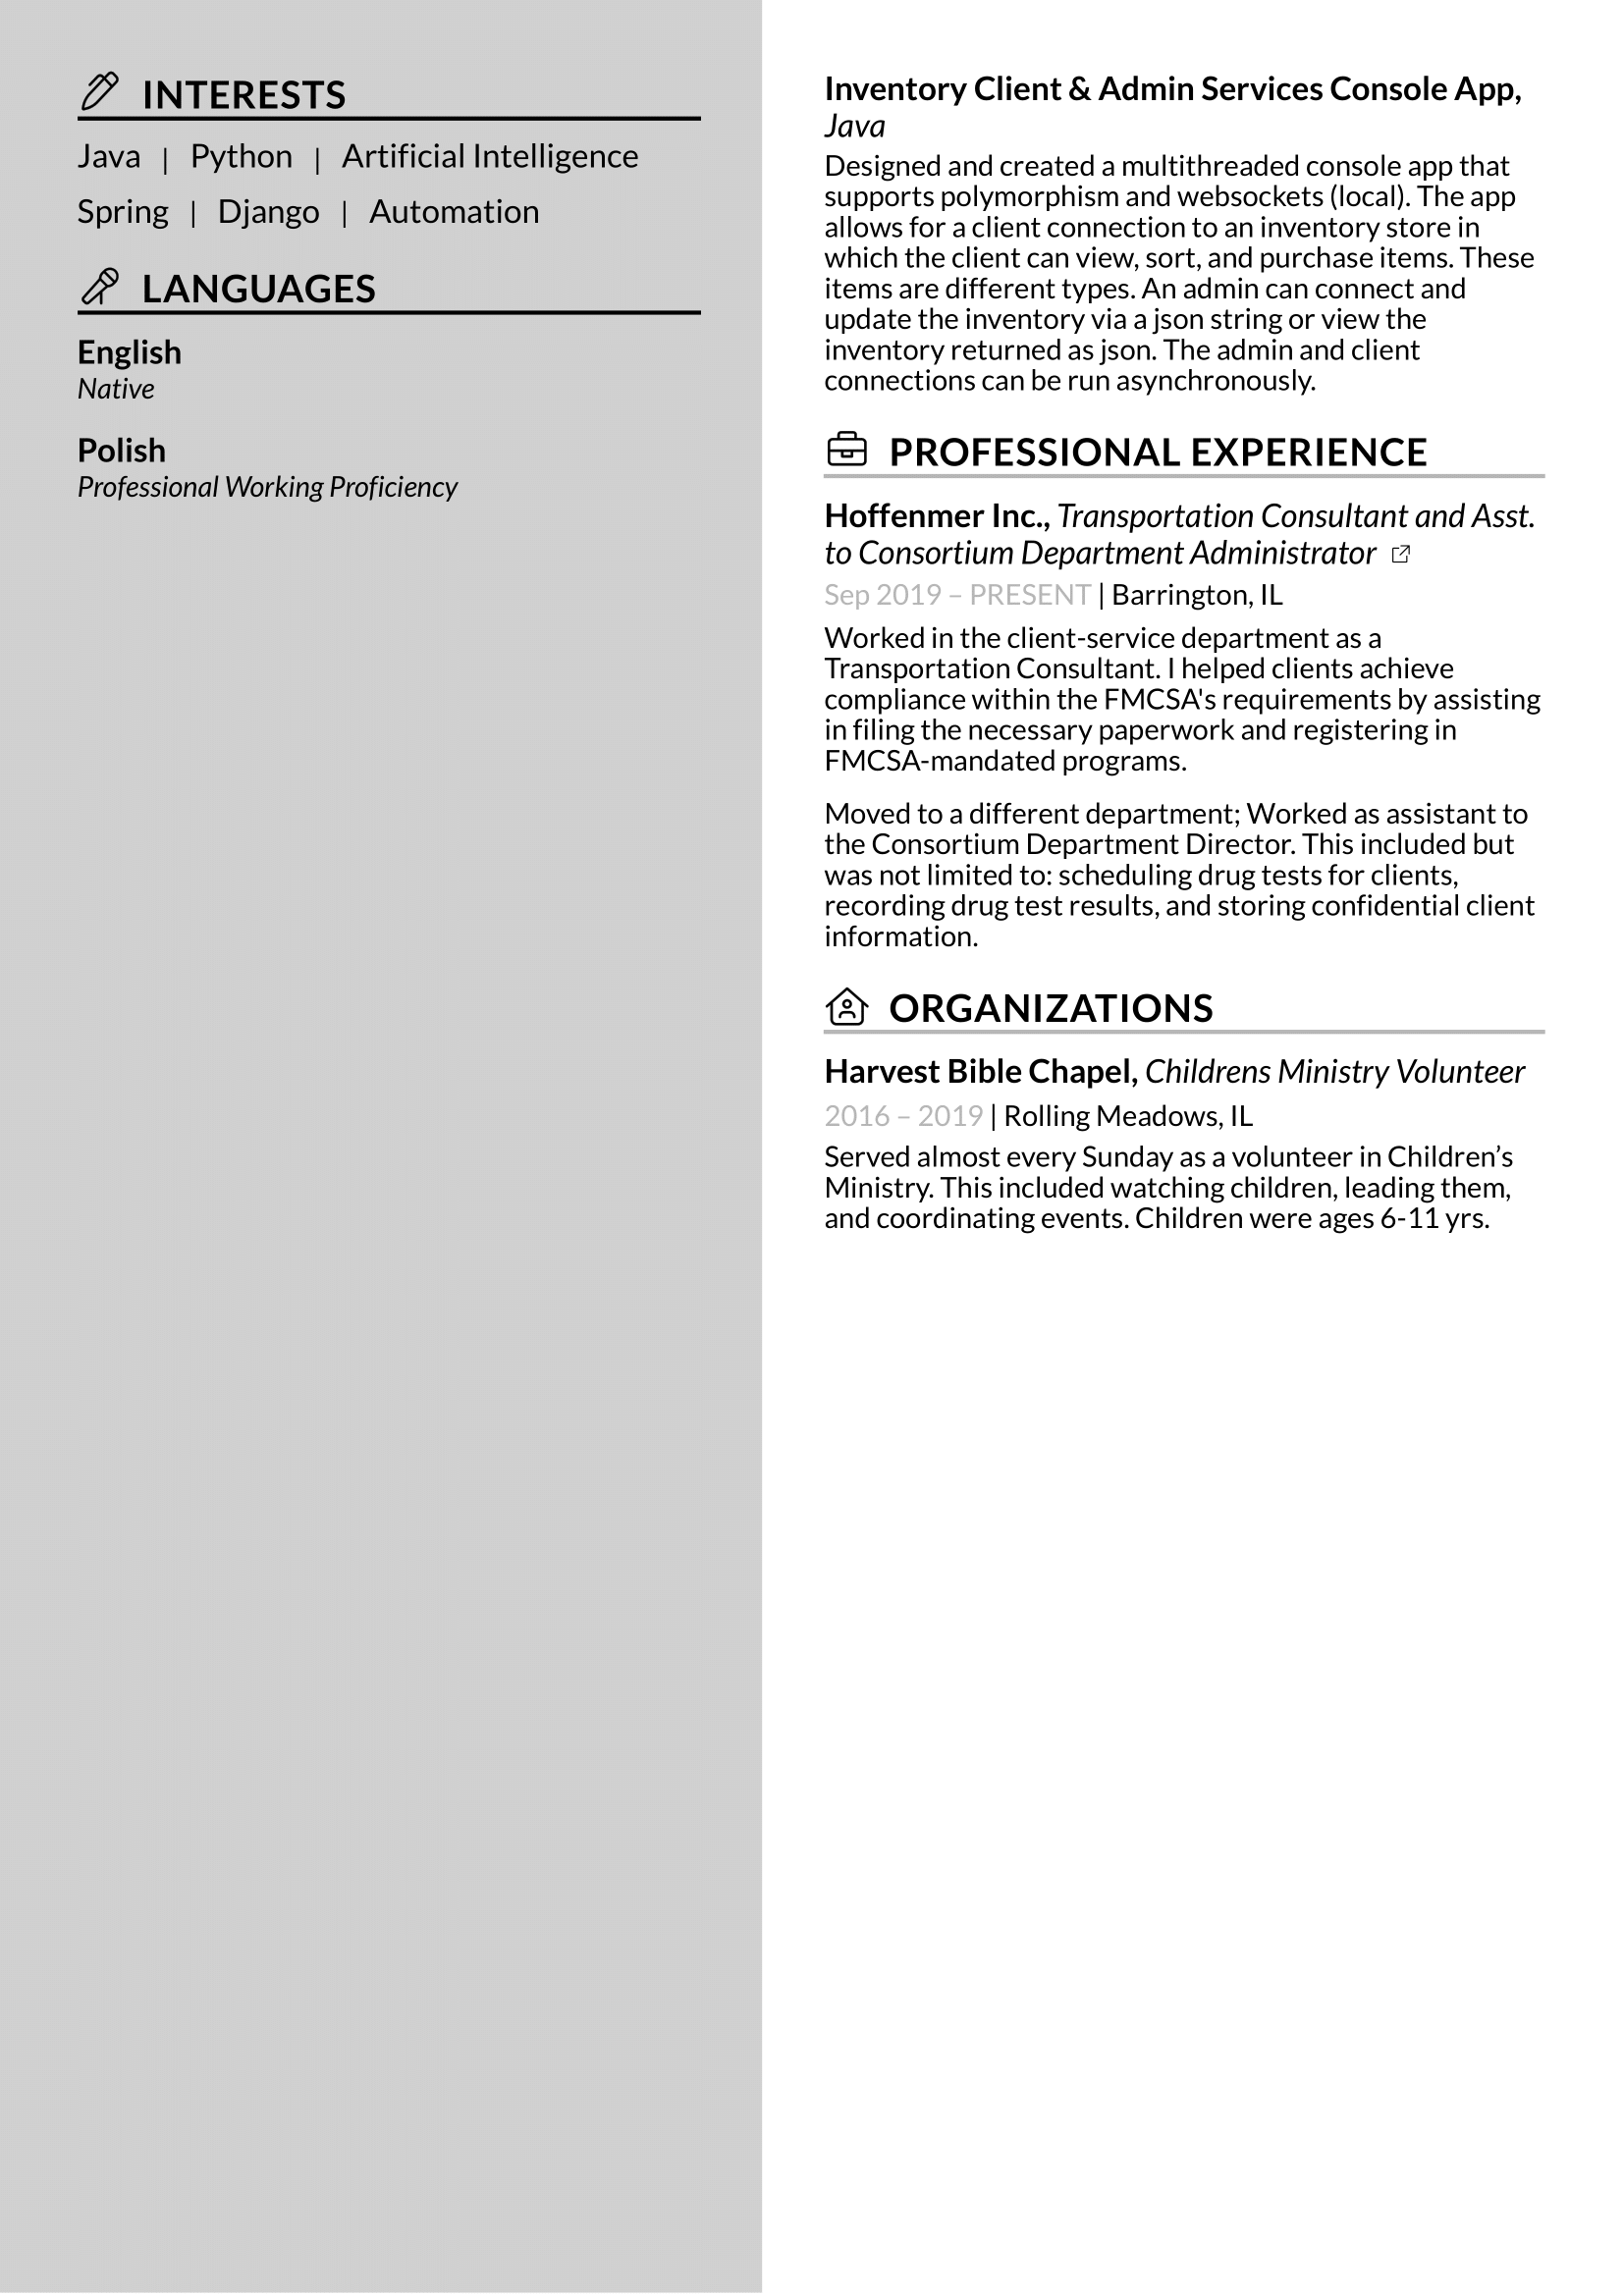 INTERESTS
Java | Python | Artificial Intelligence
Spring | Django | Automation
LANGUAGES
English
Native
Polish
Professional Working Proficiency
Inventory Client & Admin Services Console App,
Java
Designed and created a multithreaded console app that
supports polymorphism and websockets (local). The app
allows for a client connection to an inventory store in
which the client can view, sort, and purchase items. These
items are different types. An admin can connect and
update the inventory via a json string or view the
inventory returned as json. The admin and client
connections can be run asynchronously.
PROFESSIONAL EXPERIENCE
Hoffenmer Inc., Transportation Consultant and Asst.
to Consortium Department Administrator
Sep 2019 – PRESENT | Barrington, IL
Worked in the client-service department as a
Transportation Consultant. I helped clients achieve
compliance within the FMCSA's requirements by assisting
in filing the necessary paperwork and registering in
FMCSA-mandated programs.
Moved to a different department; Worked as assistant to
the Consortium Department Director. This included but
was not limited to: scheduling drug tests for clients,
recording drug test results, and storing confidential client
information.
ORGANIZATIONS
Harvest Bible Chapel, Childrens Ministry Volunteer
2016 – 2019 | Rolling Meadows, IL
Served almost every Sunday as a volunteer in Children’s
Ministry. This included watching children, leading them,
and coordinating events. Children were ages 6-11 yrs.